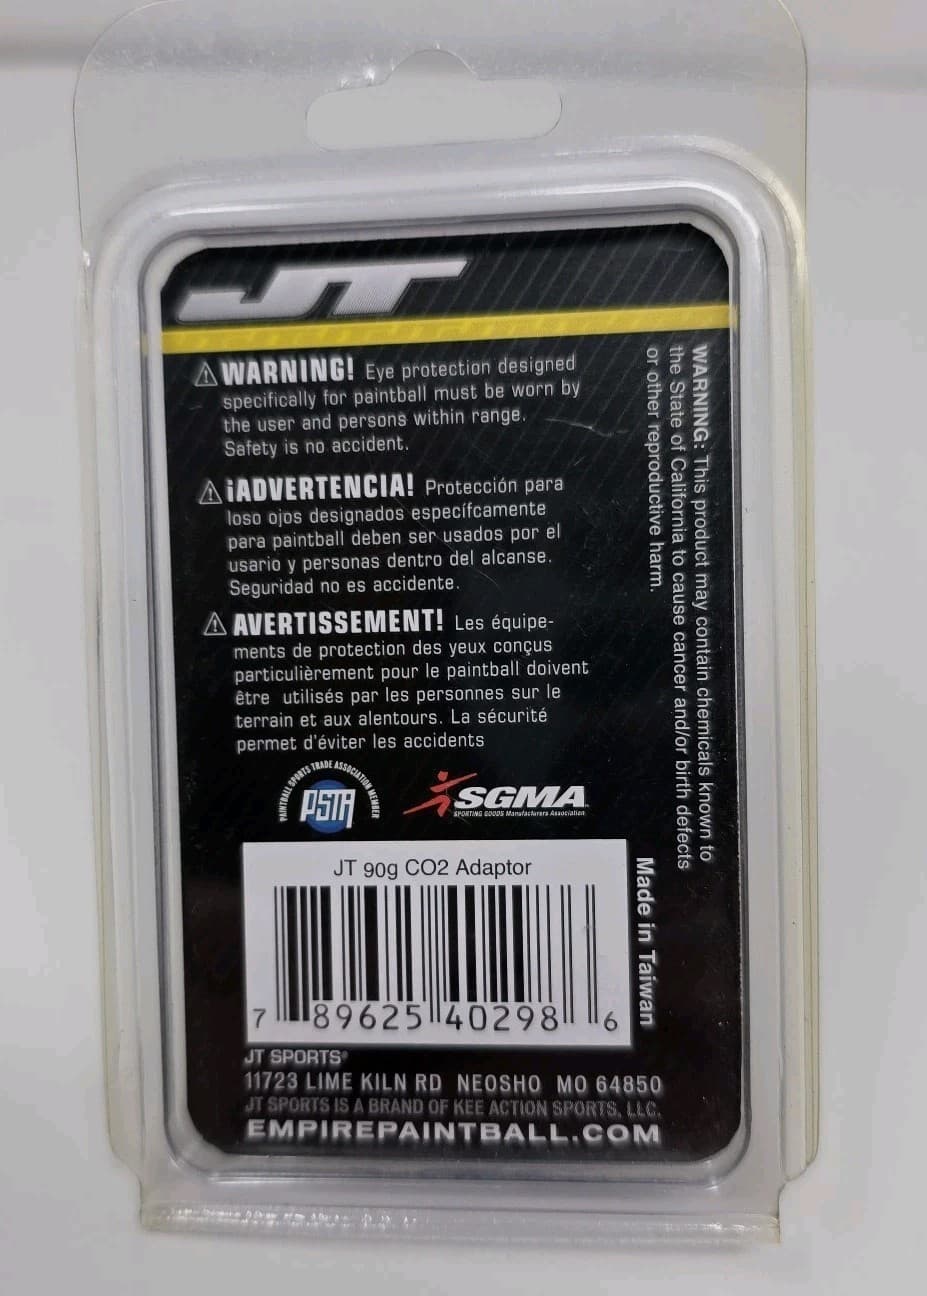 JT
WARNING! Eye protection designed
specifically for paintball must be worn by
the user and persons within range.
Safety is no accident.
¡ADVERTENCIA! Protección para
loso ojos designados específcamente
para paintball deben ser usados por el
usario y personas dentro del alcanse.
Seguridad no es accidente.
AVERTISSEMENT! Les équipe-
ments de protection des yeux conçus
particulièrement pour le paintball doivent
être utilisés par les personnes sur le
terrain et aux alentours. La sécurité
permet d'éviter les accidents
WARNING: This product may contain chemicals known to
the State of California to cause cancer and/or birth defects
or other reproductive harm.
PAINTBALL SPORTS TRADE ASSOCIATION MEMBER
PSTA
SGMA
SPORTING GOODS Manufacturers Association
JT 90g CO2 Adaptor
7 89625 40298 6
Made in Taiwan
JT SPORTS®
11723 LIME KILN RD NEOSHO MO 64850
JT SPORTS IS A BRAND OF KEE ACTION SPORTS, LLC.
EMPIREPAINTBALL.COM